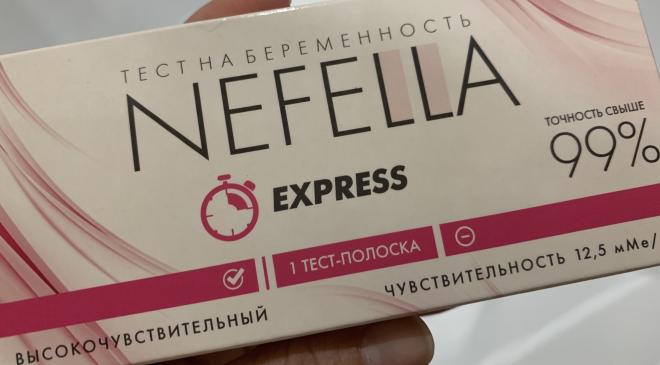 ТЕСТ НА БЕРЕМЕННОСТЬ
NEFELLA
EXPRESS
ТОЧНОСТЬ СВЫШЕ
99%
1 ТЕСТ-ПОЛОСКА
ВЫСОКОЧУВСТВИТЕЛЬНЫЙ
ЧУВСТВИТЕЛЬНОСТЬ 12,5 мМе/